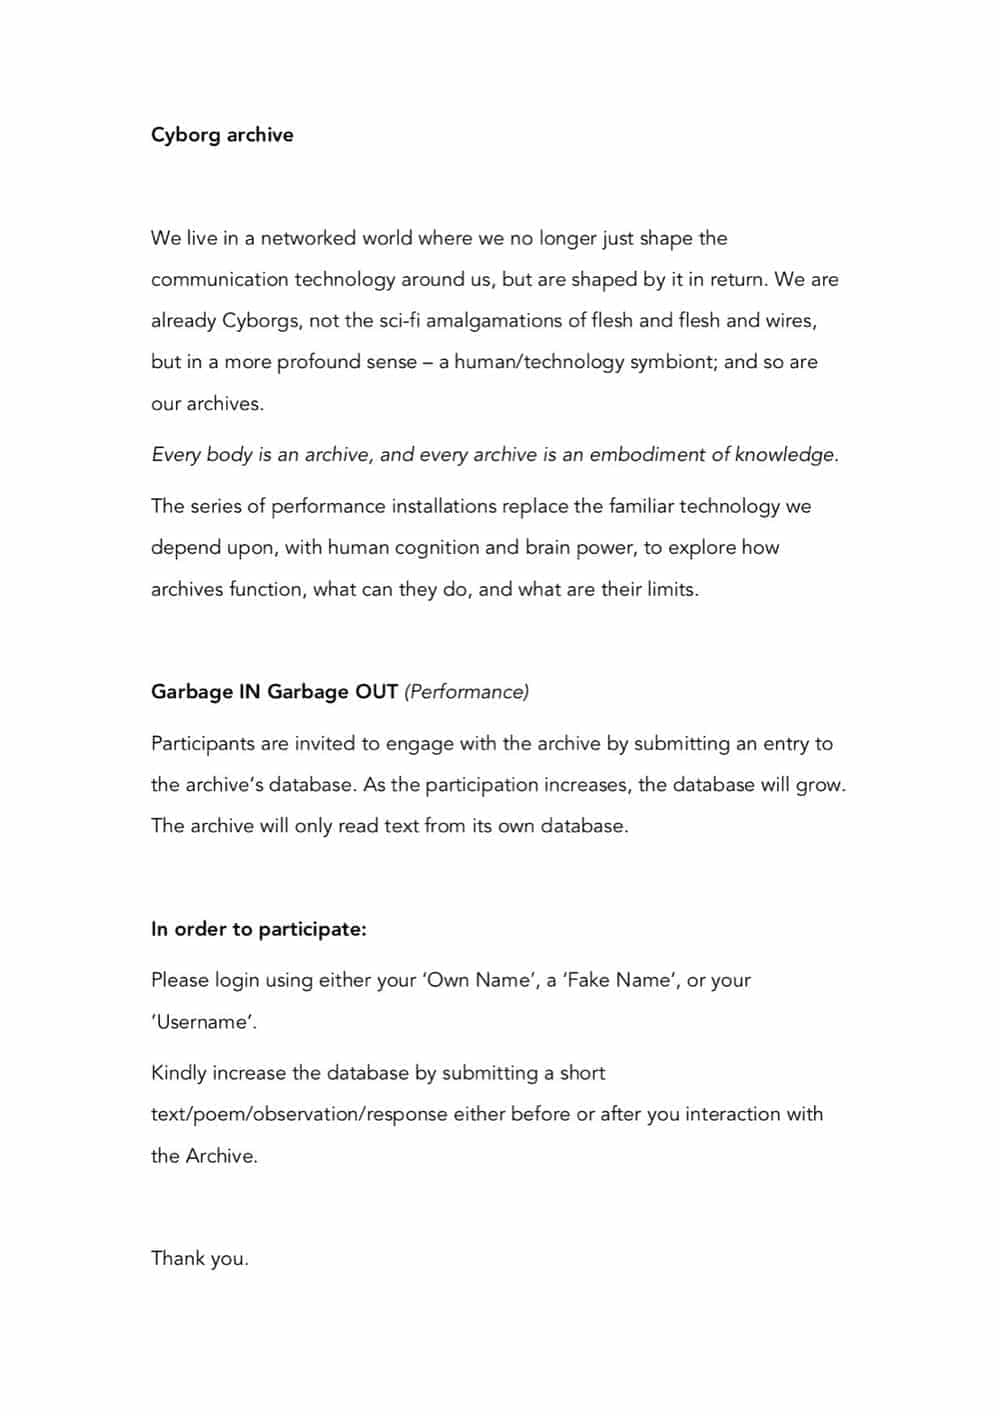 Cyborg archive
We live in a networked world where we no longer just shape the
communication technology around us, but are shaped by it in return. We are
already Cyborgs, not the sci-fi amalgamations of flesh and flesh and wires,
but in a more profound sense – a human/technology symbiont; and so are
our archives.
Every body is an archive, and every archive is an embodiment of knowledge.
The series of performance installations replace the familiar technology we
depend upon, with human cognition and brain power, to explore how
archives function, what can they do, and what are their limits.
Garbage IN Garbage OUT (Performance)
Participants are invited to engage with the archive by submitting an entry to
the archive’s database. As the participation increases, the database will grow.
The archive will only read text from its own database.
In order to participate:
Please login using either your ‘Own Name’, a ‘Fake Name’, or your
‘Username’.
Kindly increase the database by submitting a short
text/poem/observation/response either before or after you interaction with
the Archive.
Thank you.